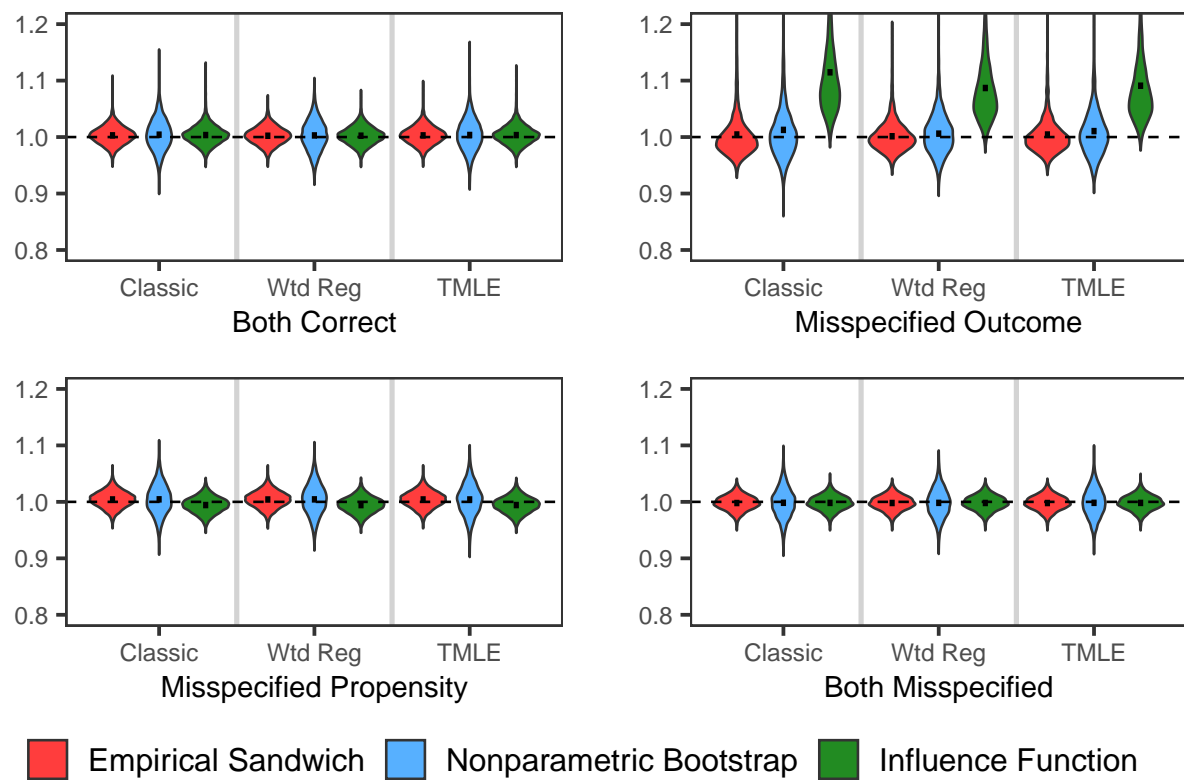 1.2
1.1
1.0
0.9
0.8
Classic Wtd Reg TMLE
Both Correct
1.2
1.1
1.0
0.9
0.8
Classic Wtd Reg TMLE
Misspecified Outcome
1.2
1.1
1.0
0.9
0.8
Classic Wtd Reg TMLE
Misspecified Propensity
1.2
1.1
1.0
0.9
0.8
Classic Wtd Reg TMLE
Both Misspecified
Empirical Sandwich Nonparametric Bootstrap Influence Function